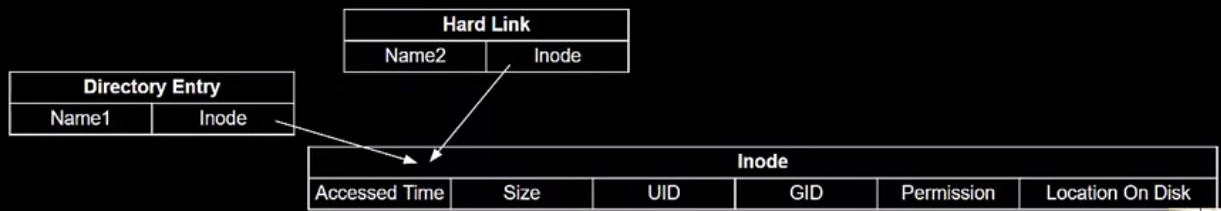 Hard Link
Name2 Inode
Directory Entry
Name1 Inode
Inode
Accessed Time Size UID GID Permission Location On Disk